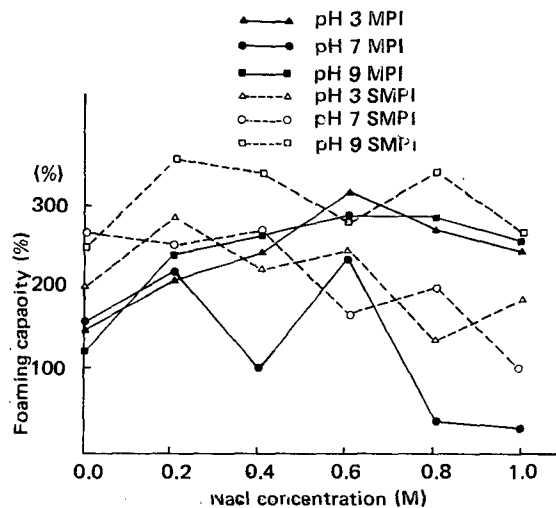 pH 3 MPI
pH 7 MPI
pH 9 MPI
pH 3 SMPI
pH 7 SMPI
pH 9 SMPI
(%)
300
200
100
Foaming capaoity (%)
0.0 0.2 0.4 0.6 0.8 1.0
Nacl concentration (M)